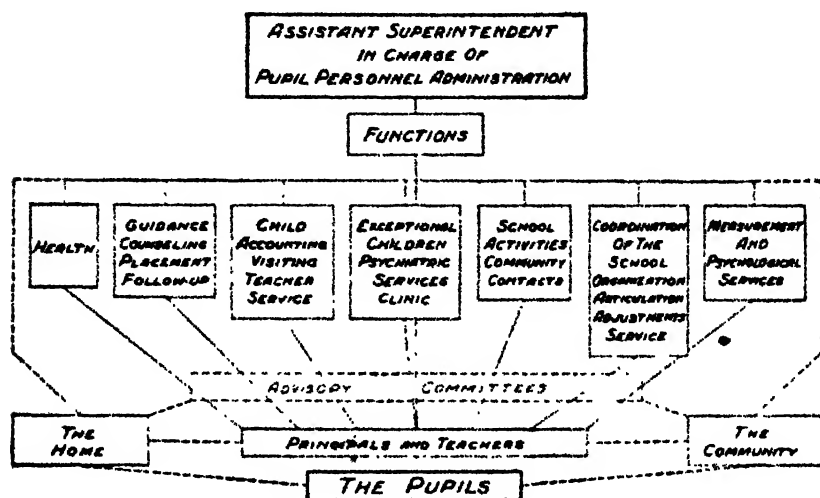 ASSISTANT SUPERINTENDENT
IN CHARGE OF
PUPIL PERSONNEL ADMINISTRATION
FUNCTIONS
HEALTH
GUIDANCE
COUNSELING
PLACEMENT
FOLLOW-UP
CHILD
ACCOUNTING
VISITING
TEACHER
SERVICE
EXCEPTIONAL
CHILDREN
PSYCHIATRIC
SERVICES
CLINIC
SCHOOL
ACTIVITIES
COMMUNITY
CONTACTS
COORDINATION
OF THE
SCHOOL
ORGANIZATION
ARTICULATION
ADJUSTMENTS
SERVICE
MEASUREMENT
AND
PSYCHOLOGICAL
SERVICES
ADVISORY COMMITTEES
THE
HOME
PRINCIPALS AND TEACHERS
THE
COMMUNITY
THE PUPILS